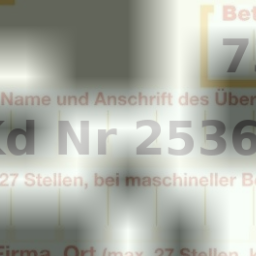 Bet
7
Name und Anschrift des Über
Kd Nr 2536
27 Stellen, bei maschineller Be
Firma, Ort (max. 27 Stellen, b